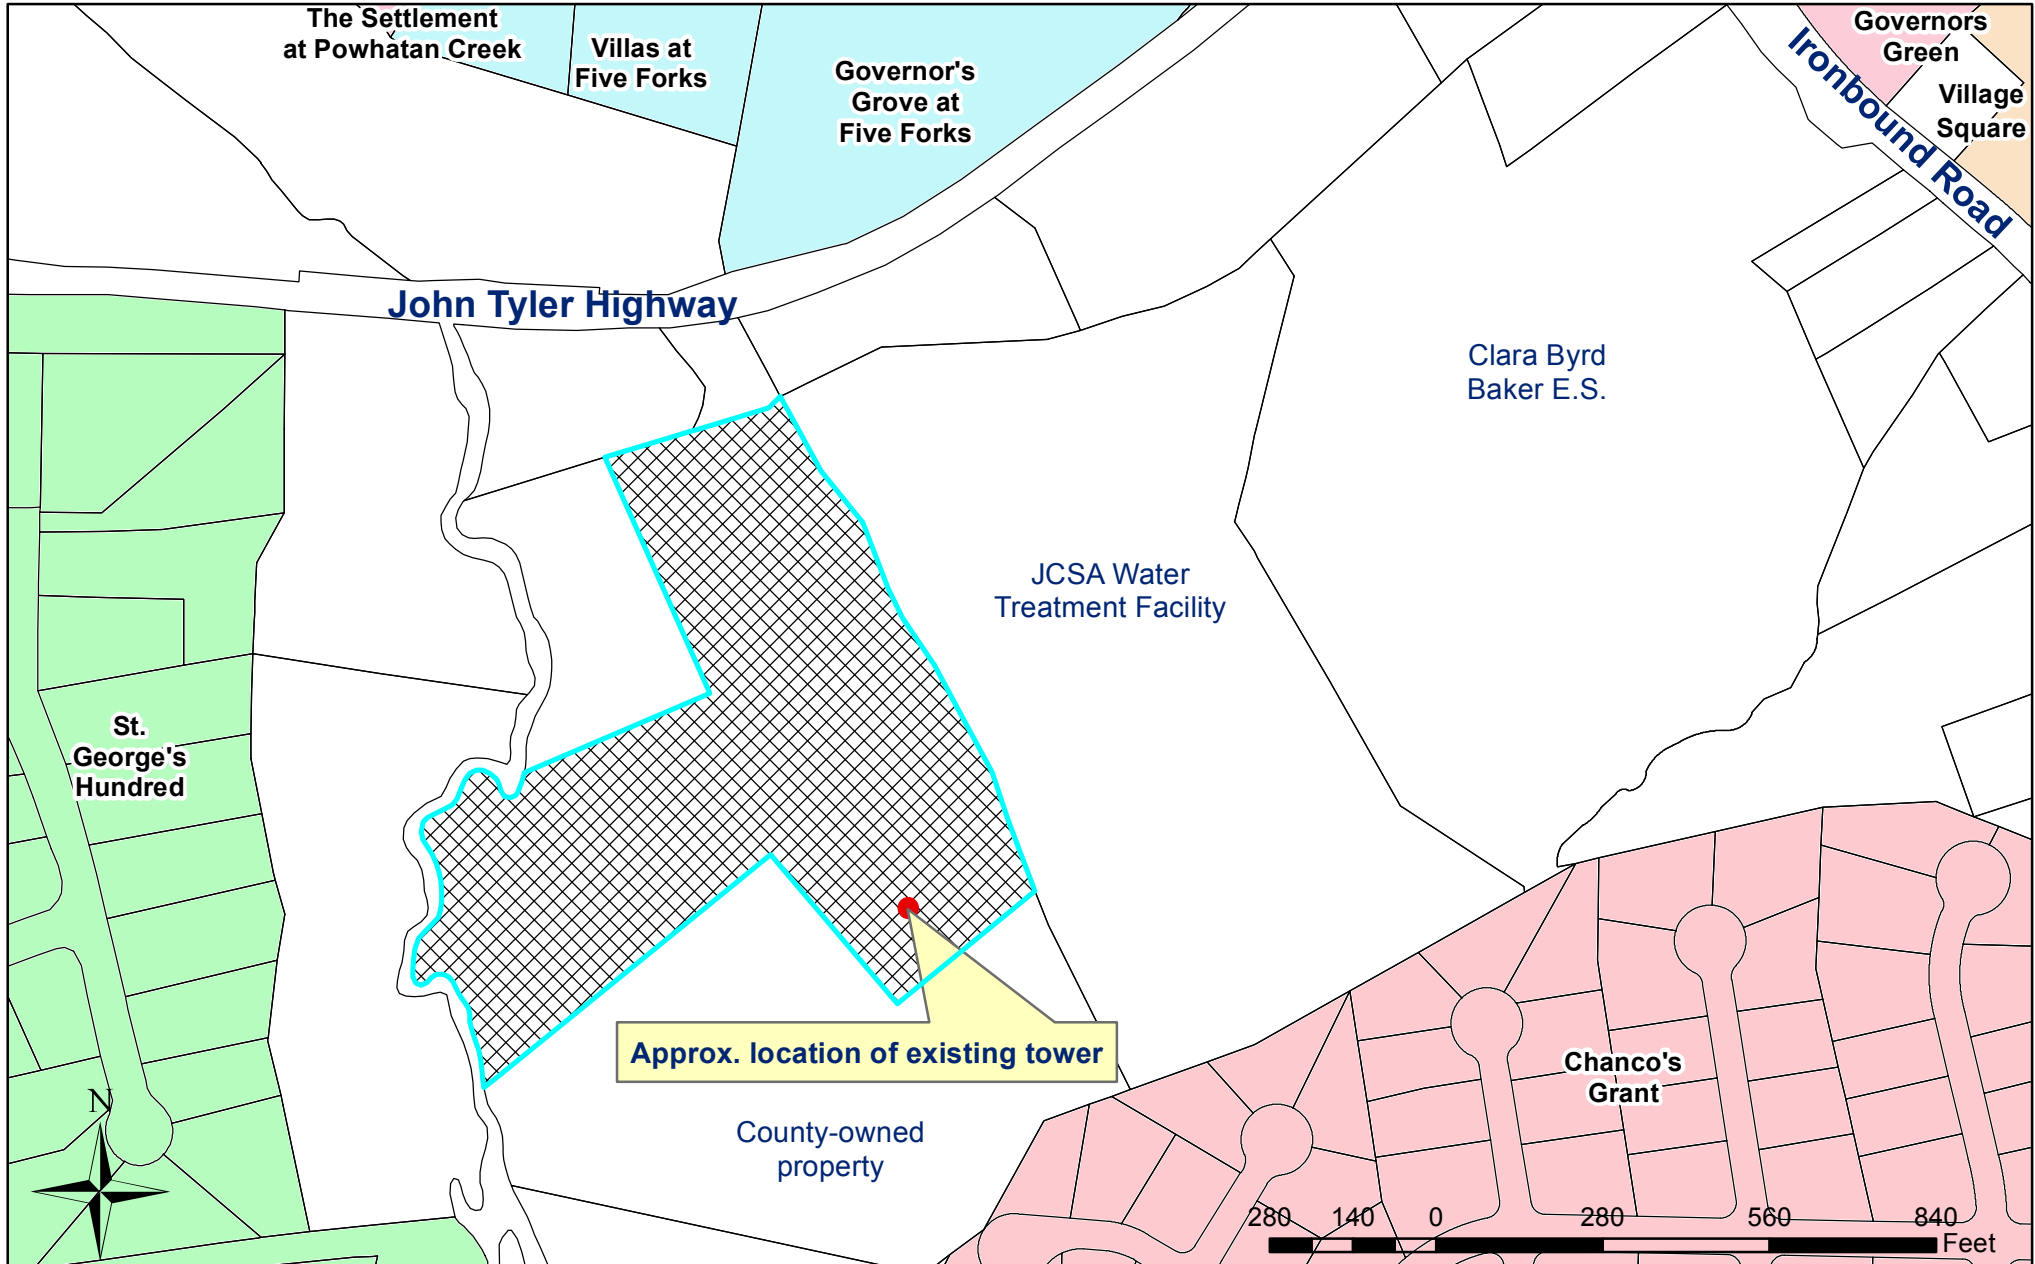 The Settlement
at Powhatan Creek
Villas at
Five Forks
Governor's
Grove at
Five Forks
Governors
Green
Village
Square
Ironbound Road
John Tyler Highway
Clara Byrd
Baker E.S.
JCSA Water
Treatment Facility
St.
George's
Hundred
Approx. location of existing tower
Chanco's
Grant
County-owned
property
N
280 140 0 280 560 840
Feet